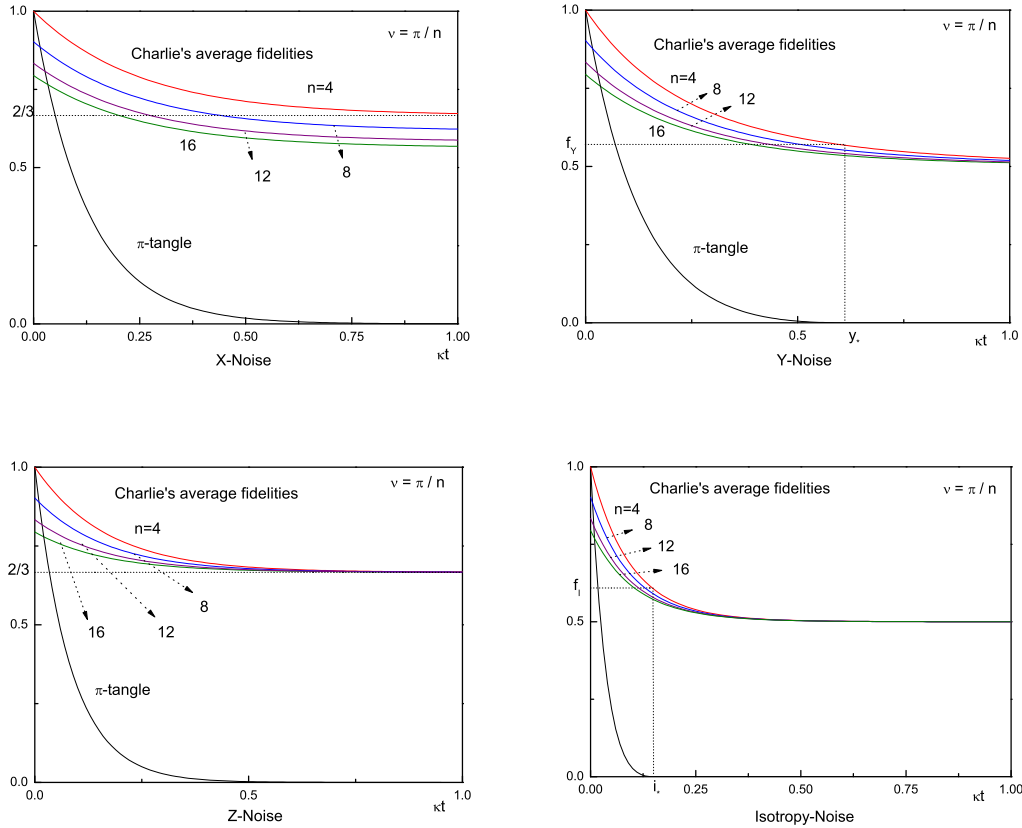 1.0
ν = π / n
Charlie's average fidelities
n=4
2/3
16
12
8
0.5
π-tangle
0.0
0.00
0.25
0.50
0.75
1.00
κt
X-Noise
1.0
ν = π / n
Charlie's average fidelities
n=4
8
12
16
f_Y
0.5
π-tangle
0.0
0.0
0.5
y_*
κt
1.0
Y-Noise
1.0
ν = π / n
Charlie's average fidelities
n=4
2/3
8
16
12
0.5
π-tangle
0.0
0.0
0.5
κt
1.0
Z-Noise
1.0
Charlie's average fidelities
ν = π / n
n=4
8
12
16
f_I
0.5
0.0
0.00
i_*
0.25
0.50
0.75
1.00
κt
Isotropy-Noise